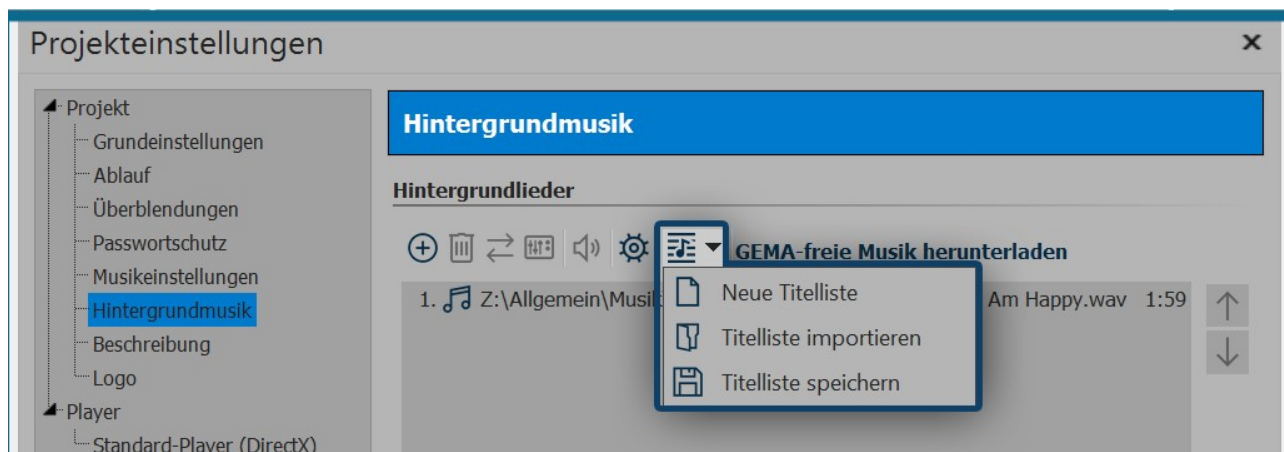 Projekteinstellungen
Projekt
Grundeinstellungen
Ablauf
Überblendungen
Passwortschutz
Musikeinstellungen
Hintergrundmusik
Beschreibung
Logo
Player
Standard-Player (DirectX)
Hintergrundmusik
Hintergrundlieder
GEMA-freie Musik herunterladen
1. Z:\Allgemein\Musik Am Happy.wav 1:59
Neue Titelliste
Titelliste importieren
Titelliste speichern